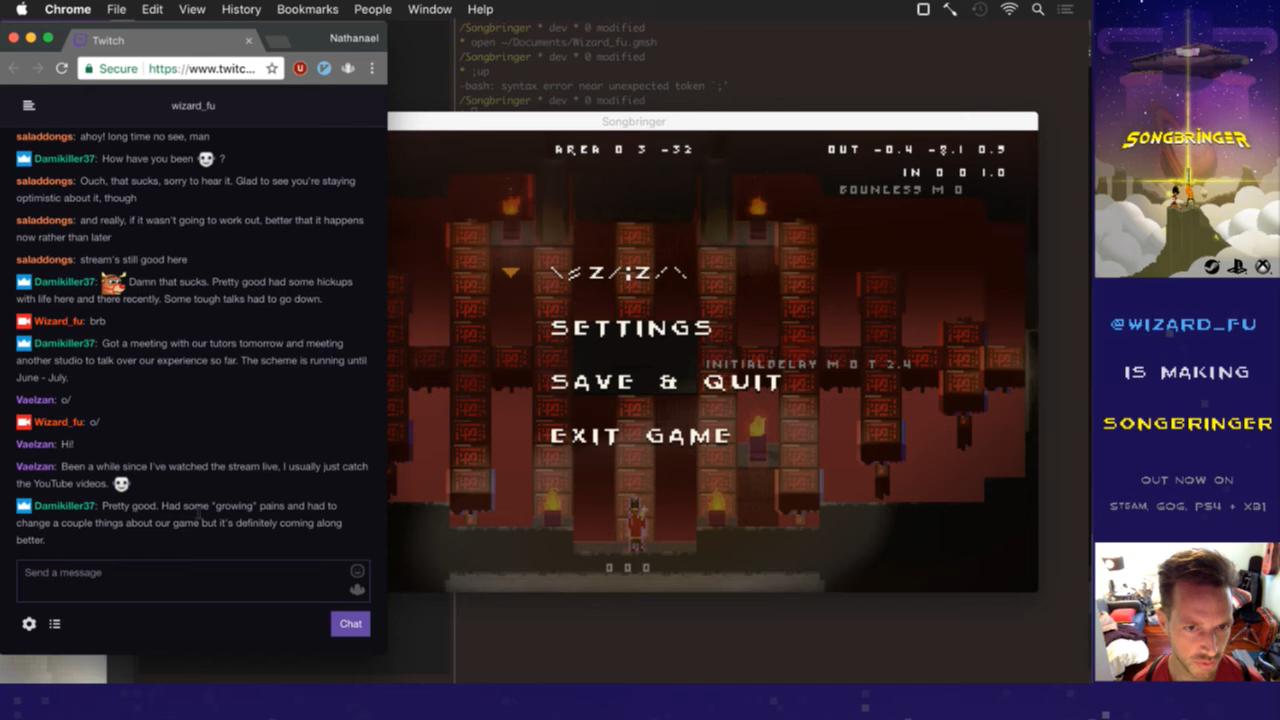 Chrome File Edit View History Bookmarks People Window Help
Twitch
Nathanael
Secure https://www.twitc...
wizard_fu
saladdongs: ahoy! long time no see, man
Damikiller37: How have you been ?
saladdongs: Ouch, that sucks, sorry to hear it. Glad to see you're staying
optimistic about it, though
saladdongs: and really, if it wasn't going to work out, better that it happens
now rather than later
saladdongs: stream's still good here
Damikiller37: Damn that sucks. Pretty good had some hickups
with life here and there recently. Some tough talks had to go down.
Wizard_fu: brb
Damikiller37: Got a meeting with our tutors tomorrow and meeting
another studio to talk over our experience so far. The scheme is running until
June - July.
Vaelzan: o/
Wizard_fu: o/
Vaelzan: Hi!
Vaelzan: Been a while since I've watched the stream live, I usually just catch
the YouTube videos.
Damikiller37: Pretty good. Had some "growing" pains and had to
change a couple things about our game but it's definitely coming along
better.
Send a message
Chat
/Songbringer * dev * 0 modified
* open ~/Documents/Wizard_fu.gmsh
/Songbringer * dev * 0 modified
* ;up
-bash: syntax error near unexpected token `;'
/Songbringer * dev * 0 modified
Songbringer
AREA 0 3 -32
OUT -0.4 -8.1 0.5
IN 0 0 1.0
BOUNCE55 M 0
SETTINGS
INITIALDELAY M 0 T 2.4
SAVE & QUIT
EXIT GAME
0 0 0
SONGBRINGER
@WIZARD_FU
IS MAKING
SONGBRINGER
OUT NOW ON
STEAM, GOG, PS4 + XB1